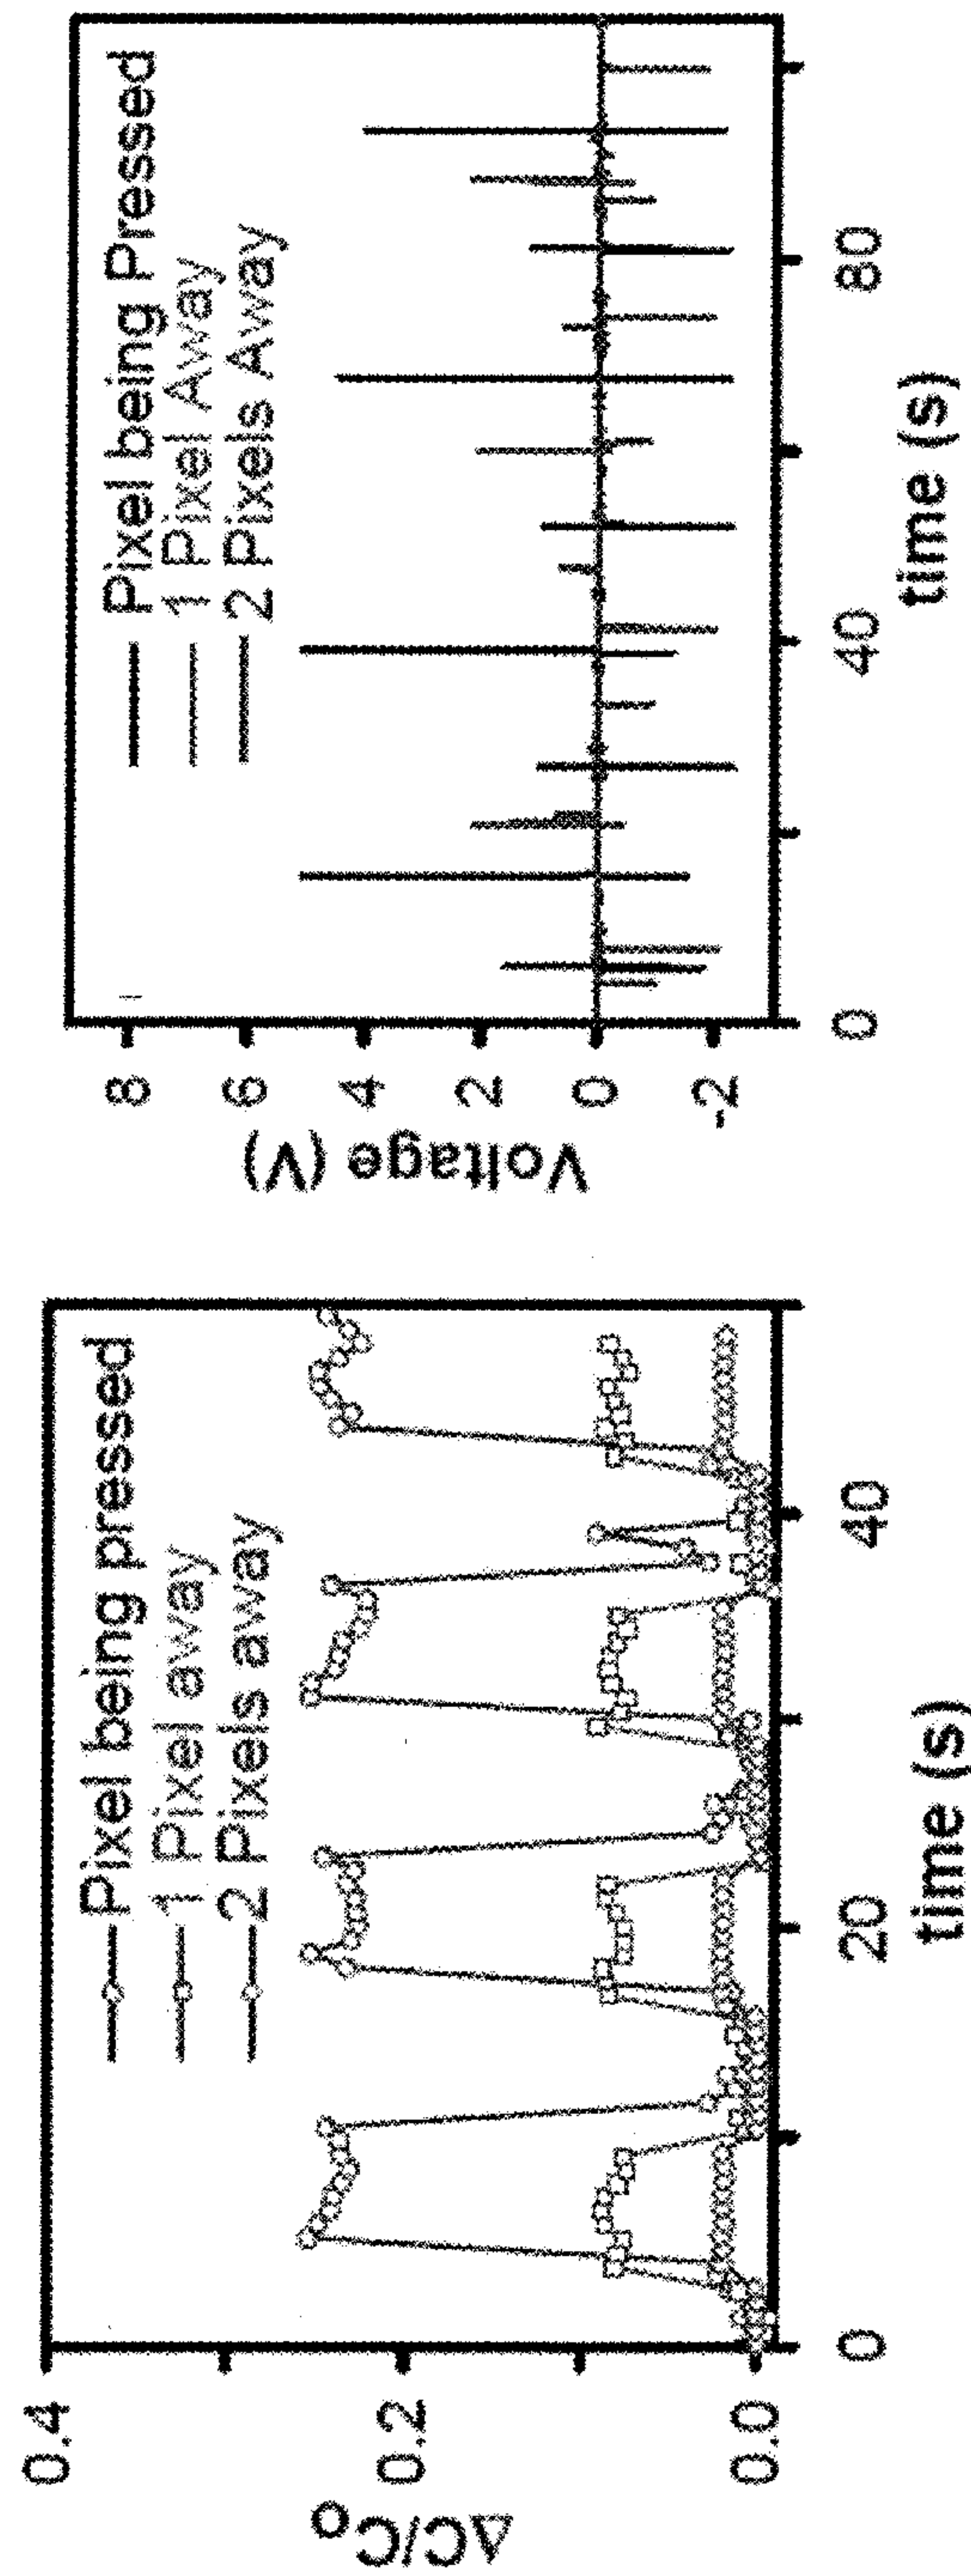 ΔC/C₀
0.4
0.2
0.0
Pixel being pressed
1 Pixel away
2 Pixels away
0
20
40
time (s)
Voltage (V)
8
6
4
2
0
-2
Pixel being Pressed
1 Pixel Away
2 Pixels Away
0
40
80
time (s)